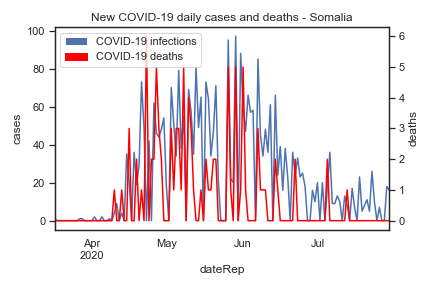 New COVID-19 daily cases and deaths - Somalia
COVID-19 infections
COVID-19 deaths
cases
100
80
60
40
20
0
deaths
6
5
4
3
2
1
0
Apr
2020
May
Jun
Jul
dateRep